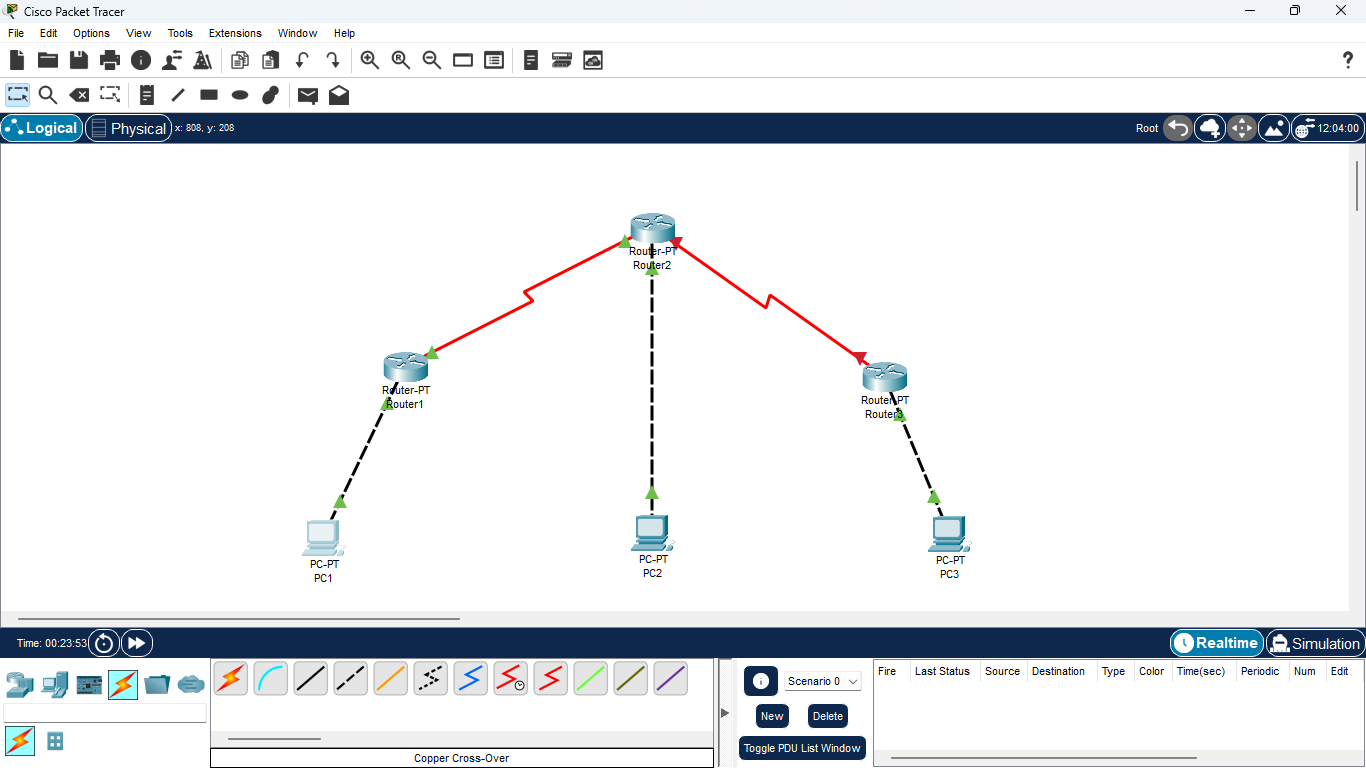 Cisco Packet Tracer
File Edit Options View Tools Extensions Window Help
?
Logical Physical x: 808, y: 208 Root 12:04:00
Router-PT
Router2
Router-PT
Router1
Router-PT
Router3
PC-PT
PC1
PC-PT
PC2
PC-PT
PC3
Time: 00:23:53 Realtime Simulation
Scenario 0
New Delete
Toggle PDU List Window
Fire Last Status Source Destination Type Color Time(sec) Periodic Num Edit
Copper Cross-Over